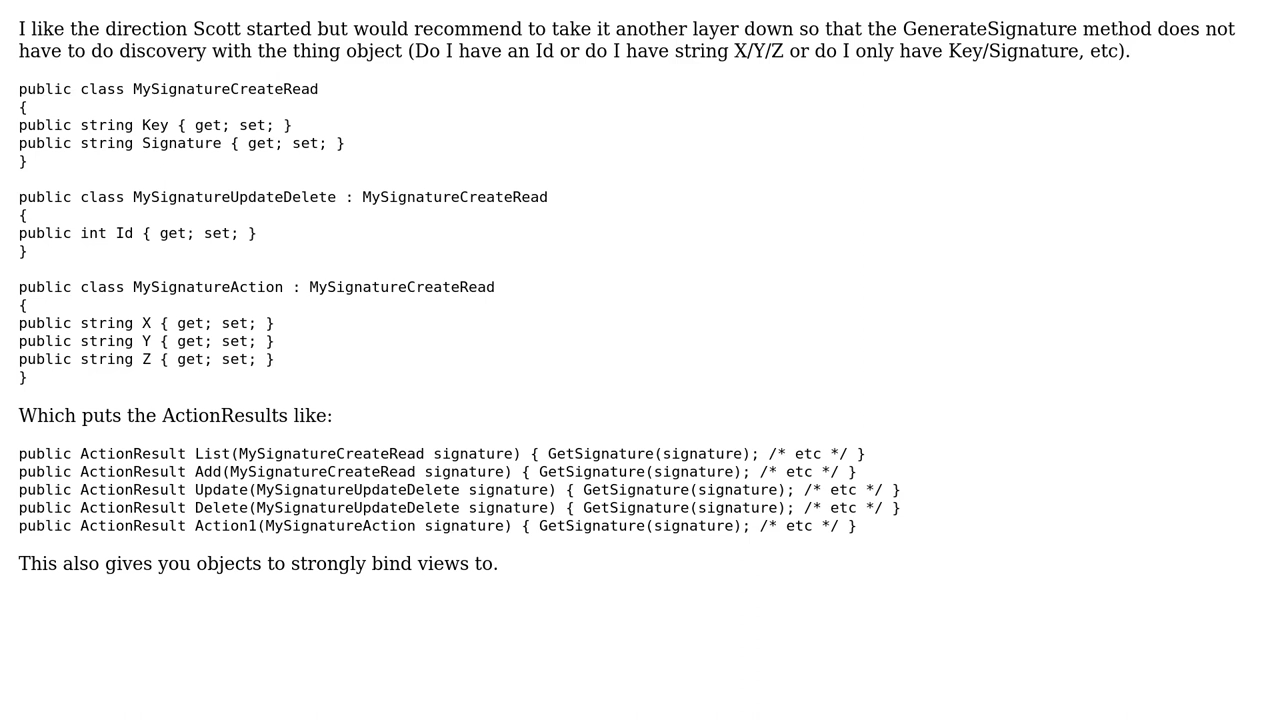 I like the direction Scott started but would recommend to take it another layer down so that the GenerateSignature method does not
have to do discovery with the thing object (Do I have an Id or do I have string X/Y/Z or do I only have Key/Signature, etc).
public class MySignatureCreateRead
{
public string Key { get; set; }
public string Signature { get; set; }
}
public class MySignatureUpdateDelete : MySignatureCreateRead
{
public int Id { get; set; }
}
public class MySignatureAction : MySignatureCreateRead
{
public string X { get; set; }
public string Y { get; set; }
public string Z { get; set; }
}
Which puts the ActionResults like:
public ActionResult List(MySignatureCreateRead signature) { GetSignature(signature); /* etc */ }
public ActionResult Add(MySignatureCreateRead signature) { GetSignature(signature); /* etc */ }
public ActionResult Update(MySignatureUpdateDelete signature) { GetSignature(signature); /* etc */ }
public ActionResult Delete(MySignatureUpdateDelete signature) { GetSignature(signature); /* etc */ }
public ActionResult Action1(MySignatureAction signature) { GetSignature(signature); /* etc */ }
This also gives you objects to strongly bind views to.